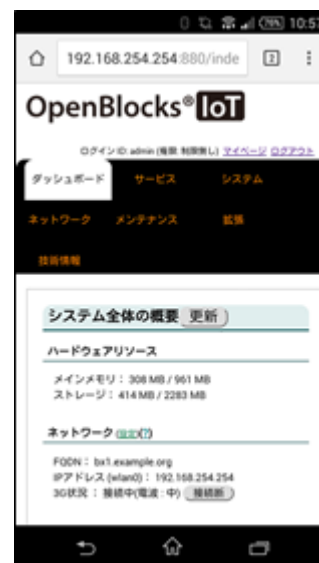 10:57
192.168.254.254:880/inde
2
OpenBlocks® IoT
ログイン ID: admin (権限: 制限無し) マイページ ログアウト
ダッシュボード サービス システム
ネットワーク メンテナンス 拡張
技術情報
システム全体の概要 更新
ハードウェアリソース
メインメモリ： 308 MB / 961 MB
ストレージ： 414 MB / 2283 MB
ネットワーク (設定)(?)
FQDN： bx1.example.org
IPアドレス (wlan0)： 192.168.254.254
3G状況 ： 接続中(電波 : 中) 接続断